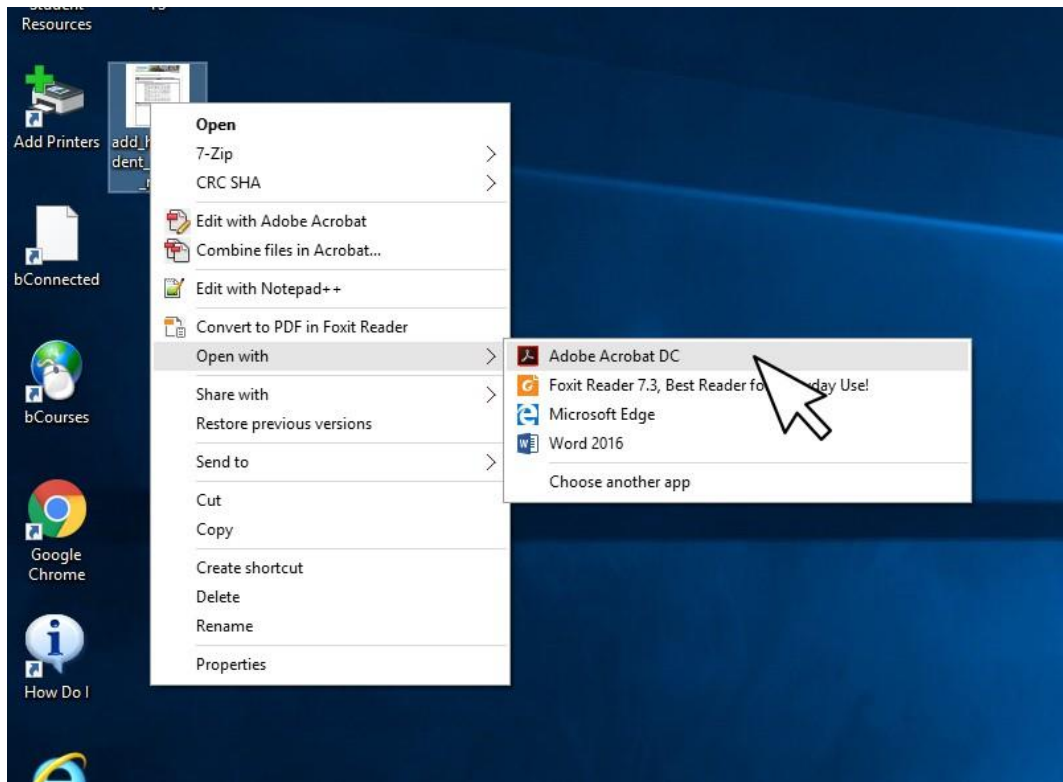 Resources
Add Printers
bConnected
bCourses
Google
Chrome
How Do I
Open
7-Zip
CRC SHA
Edit with Adobe Acrobat
Combine files in Acrobat...
Edit with Notepad++
Convert to PDF in Foxit Reader
Open with
Share with
Restore previous versions
Send to
Cut
Copy
Create shortcut
Delete
Rename
Properties
Adobe Acrobat DC
Foxit Reader 7.3, Best Reader Use!
Microsoft Edge
Word 2016
Choose another app